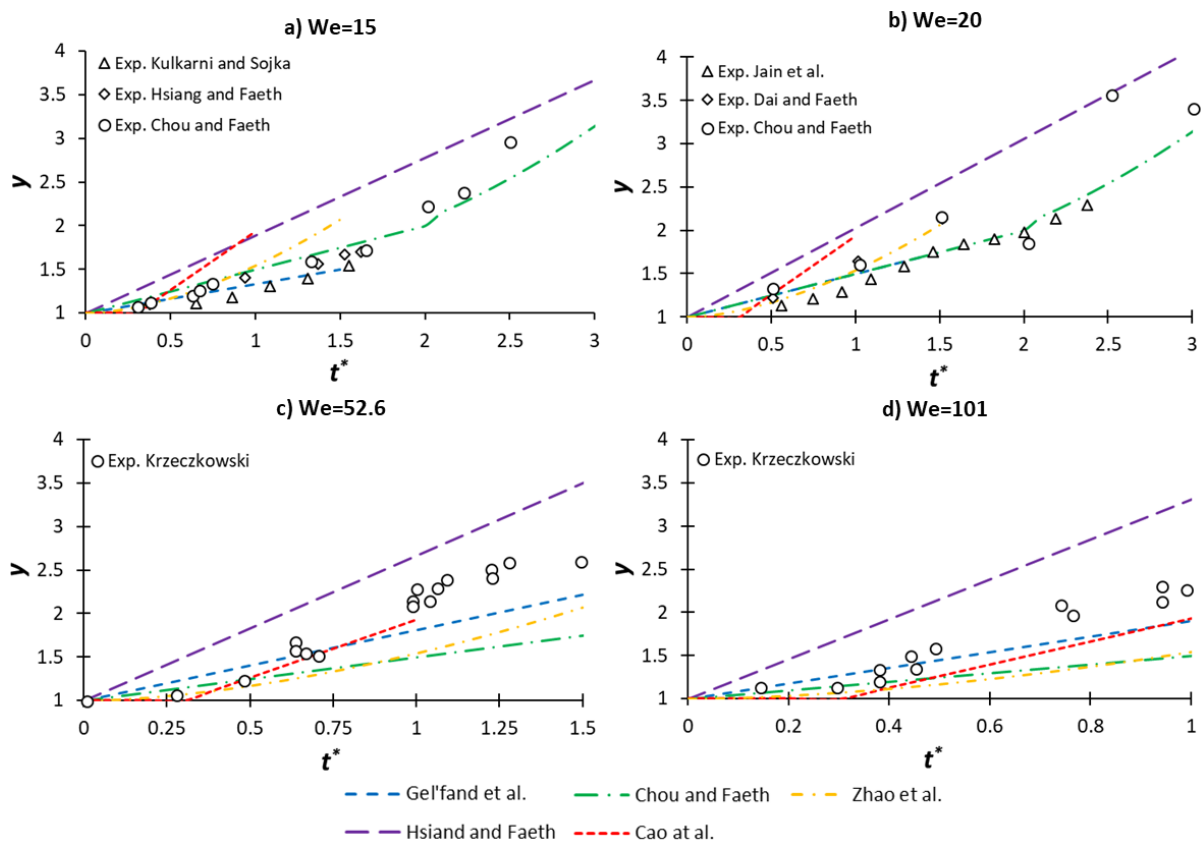 a) We=15
4
3.5
3
2.5
2
1.5
1
y
△ Exp. Kulkarni and Sojka
◇ Exp. Hsiang and Faeth
○ Exp. Chou and Faeth
0 0.5 1 1.5 2 2.5 3
t*
b) We=20
4
3.5
3
2.5
2
1.5
1
y
△ Exp. Jain et al.
◇ Exp. Dai and Faeth
○ Exp. Chou and Faeth
0 0.5 1 1.5 2 2.5 3
t*
c) We=52.6
4
3.5
3
2.5
2
1.5
1
y
○ Exp. Krzeczkowski
0 0.25 0.5 0.75 1 1.25 1.5
t*
d) We=101
4
3.5
3
2.5
2
1.5
1
y
○ Exp. Krzeczkowski
0 0.2 0.4 0.6 0.8 1
t*
Gel'fand et al. Chou and Faeth Zhao et al.
Hsiand and Faeth Cao at al.